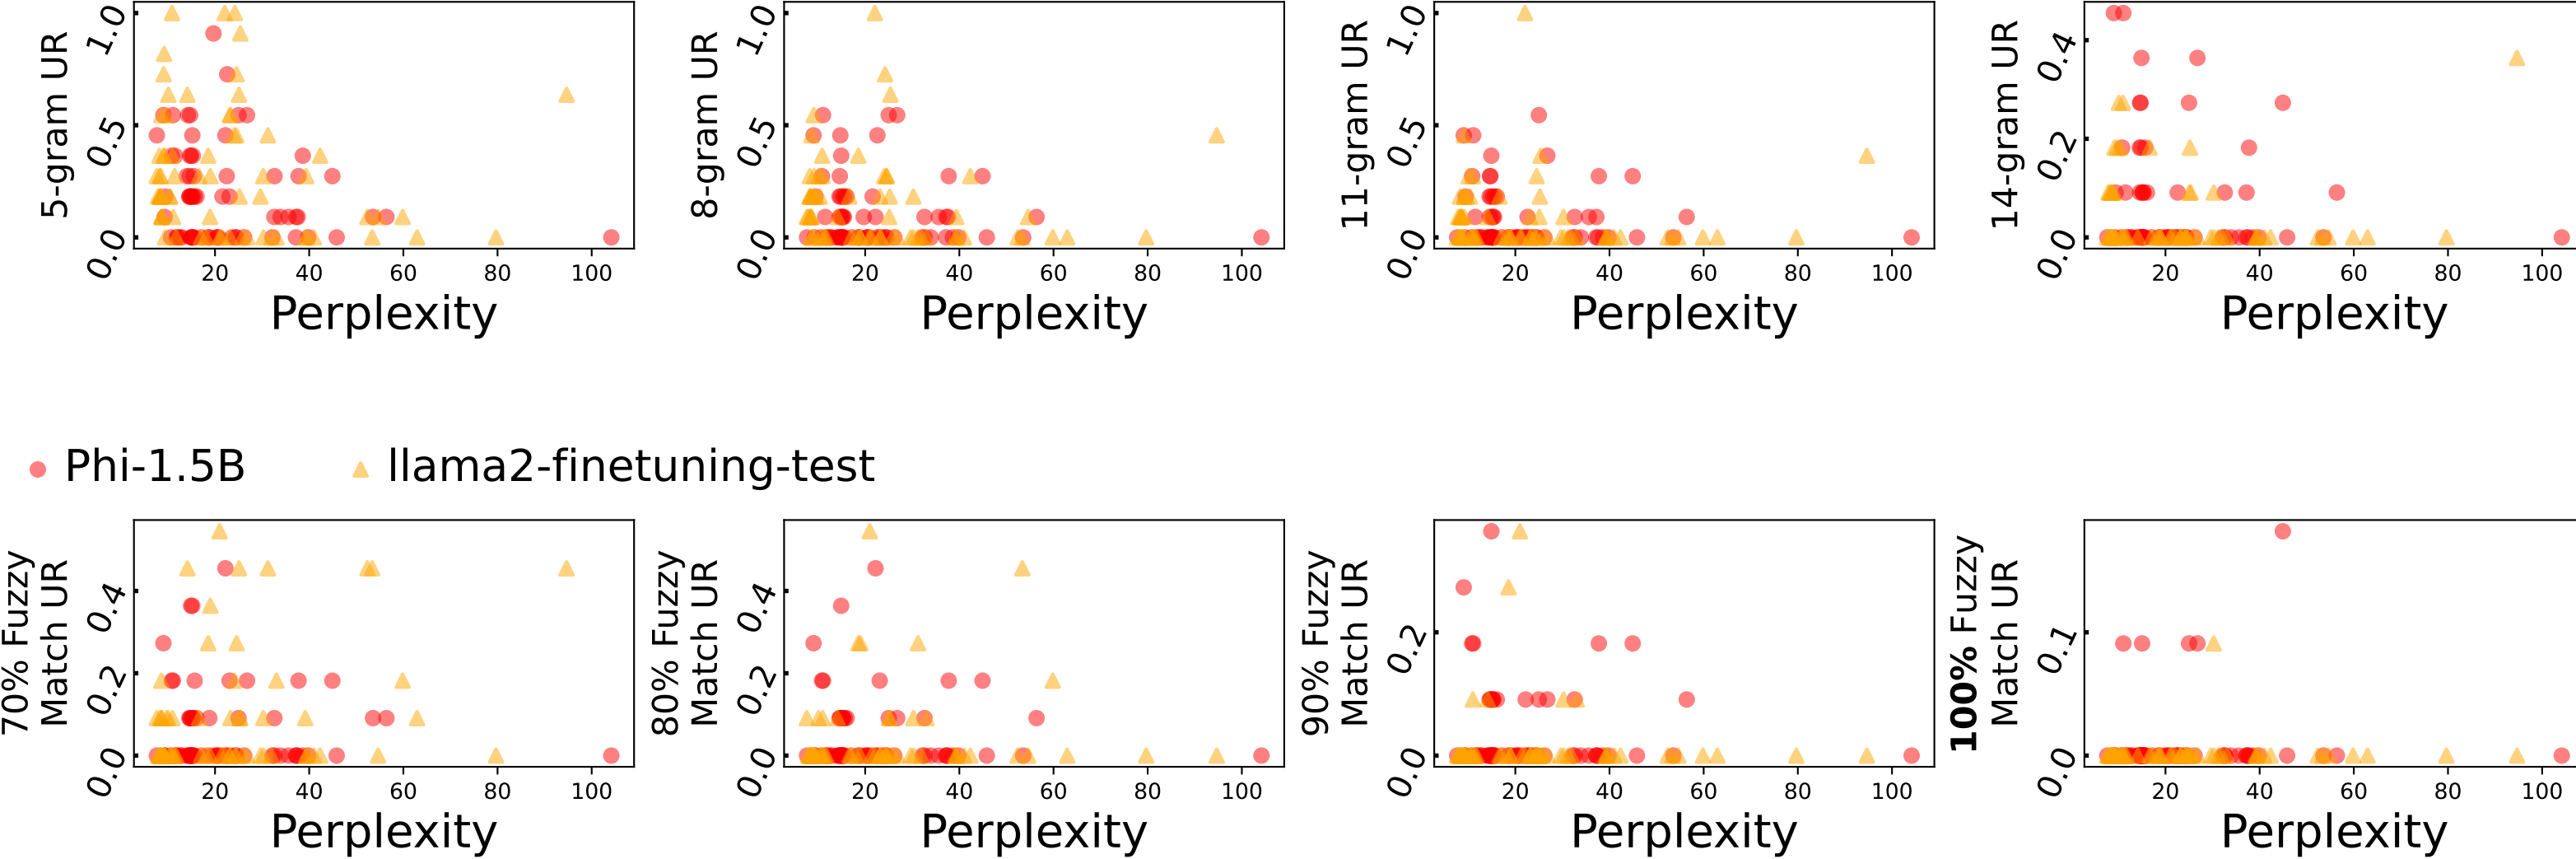 5-gram UR
1.0
0.5
0.0
20 40 60 80 100
Perplexity
8-gram UR
1.0
0.5
0.0
20 40 60 80 100
Perplexity
11-gram UR
1.0
0.5
0.0
20 40 60 80 100
Perplexity
14-gram UR
0.4
0.2
0.0
20 40 60 80 100
Perplexity
Phi-1.5B
llama2-finetuning-test
70% Fuzzy
Match UR
0.4
0.2
0.0
20 40 60 80 100
Perplexity
80% Fuzzy
Match UR
0.4
0.2
0.0
20 40 60 80 100
Perplexity
90% Fuzzy
Match UR
0.2
0.0
20 40 60 80 100
Perplexity
100% Fuzzy
Match UR
0.1
0.0
20 40 60 80 100
Perplexity